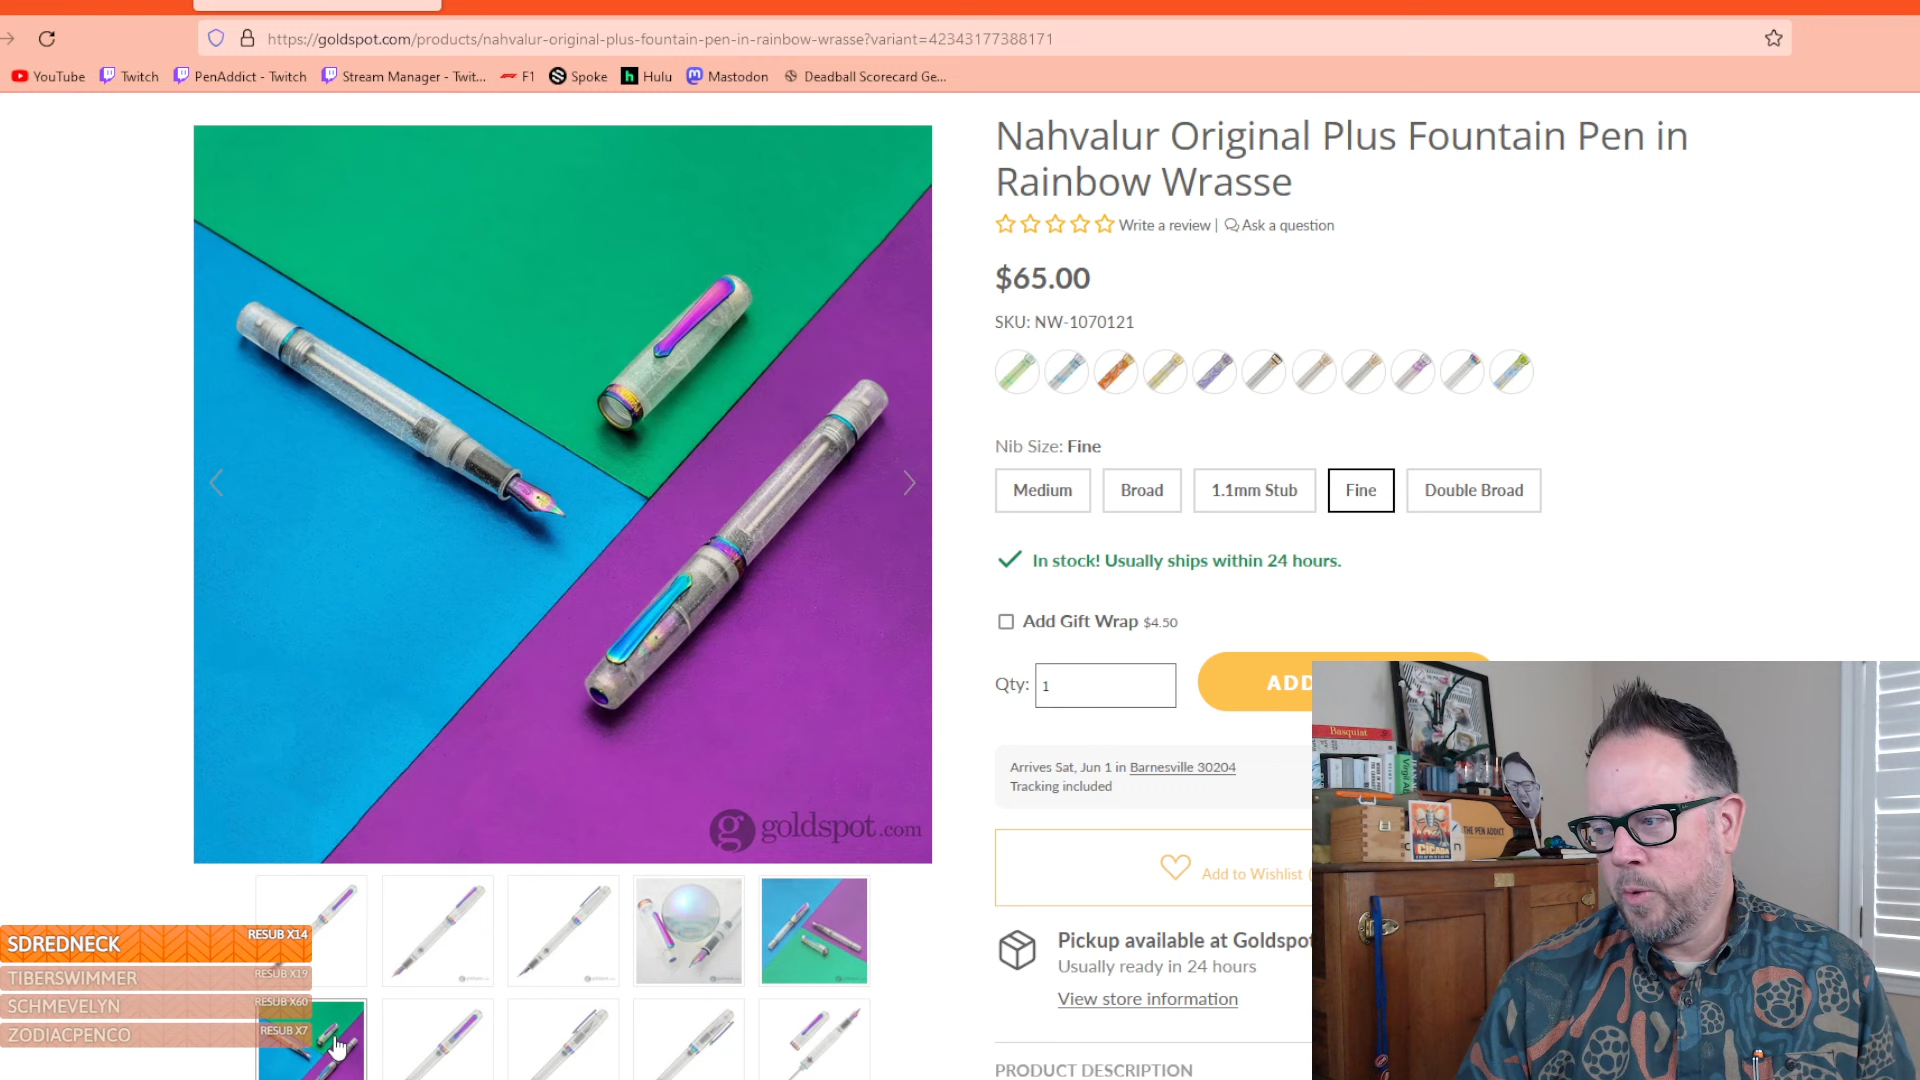 https://goldspot.com/products/nahvalur-original-plus-fountain-pen-in-rainbow-wrasse?variant=42343177388171
YouTube Twitch PenAddict - Twitch Stream Manager - Twit... F1 Spoke Hulu Mastodon Deadball Scorecard Ge...
Nahvalur Original Plus Fountain Pen in
Rainbow Wrasse
Write a review | Ask a question
$65.00
SKU: NW-1070121
Nib Size: Fine
Medium Broad 1.1mm Stub Fine Double Broad
In stock! Usually ships within 24 hours.
Add Gift Wrap $4.50
Qty: 1 ADD
Arrives Sat, Jun 1 in Barnesville 30204
Tracking included
Add to Wishlist (
Pickup available at Goldspot
Usually ready in 24 hours
View store information
PRODUCT DESCRIPTION
g goldspot.com
SDREDNECK RESUB X14
TIBERSWIMMER RESUB X19
SCHMEVELYN RESUB X60
ZODIACPENCO RESUB X7
Basquiat
THE PEN ADDICT
CICADA